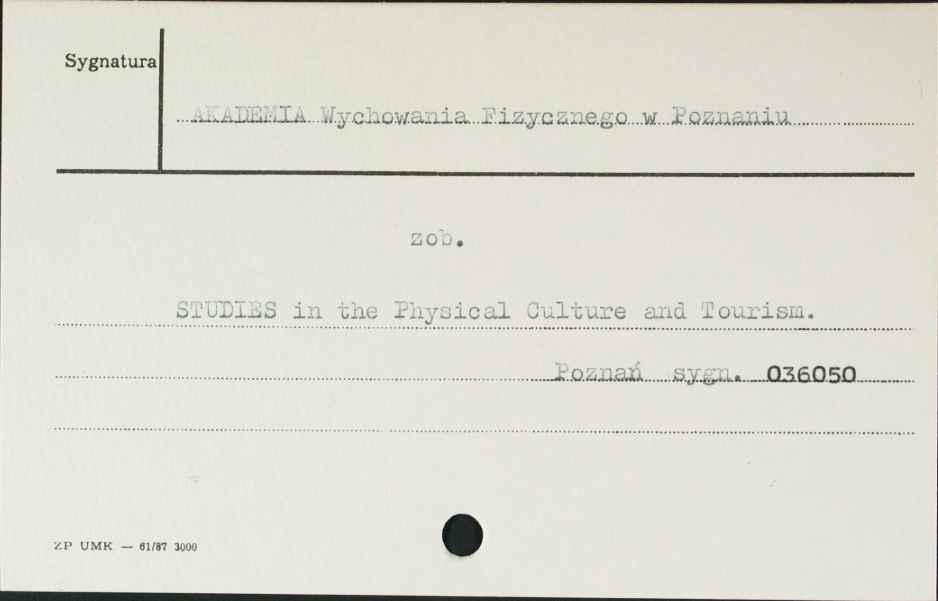 Sygnatura
AKADEMIA Wychowania Fizycznego w Poznaniu
zob.
STUDIES in the Physical Culture and Tourism.
Poznań sygn. 036050
ZP UMK — 61/87 3000